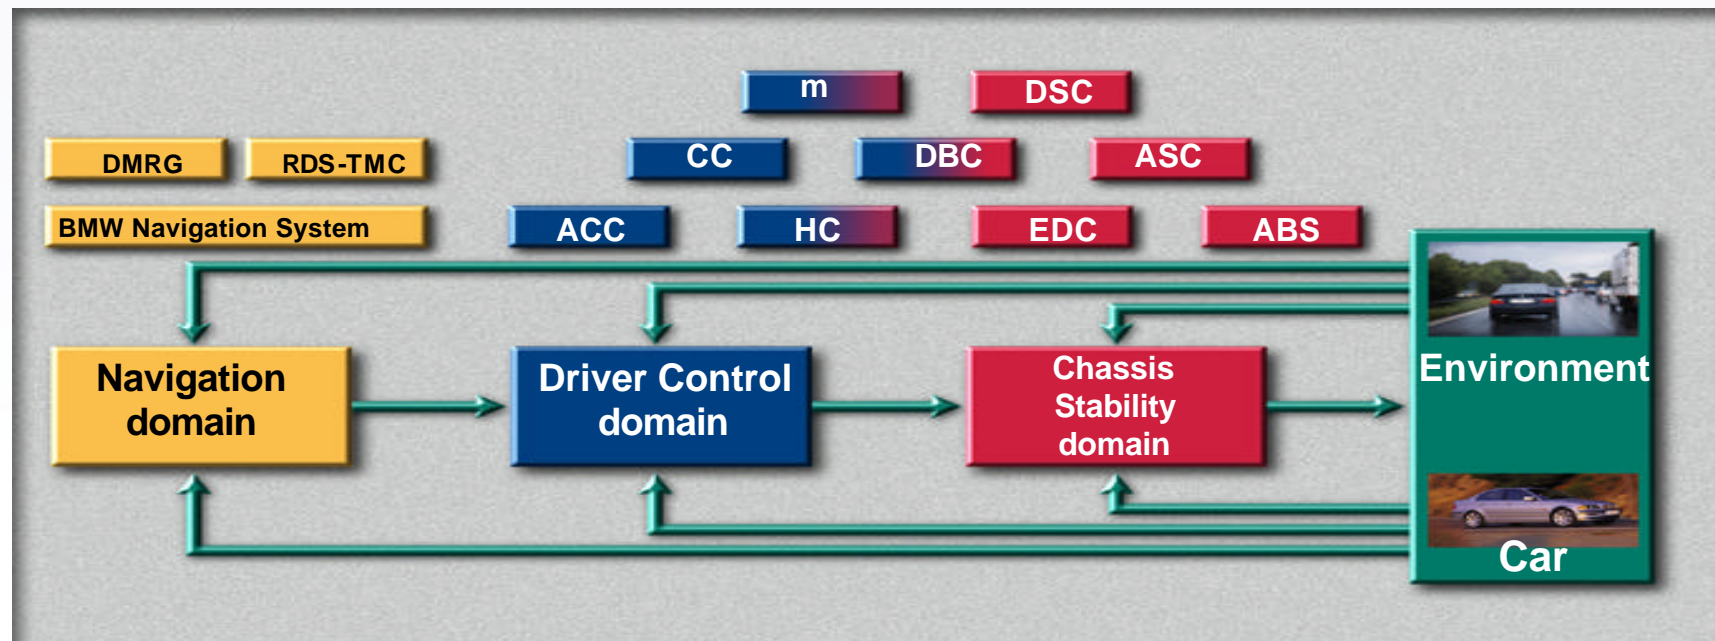 m
DSC
CC
DBC
ASC
DMRG
RDS-TMC
BMW Navigation System
ACC
HC
EDC
ABS
Navigation
domain
Driver Control
domain
Chassis
Stability
domain
Environment
Car